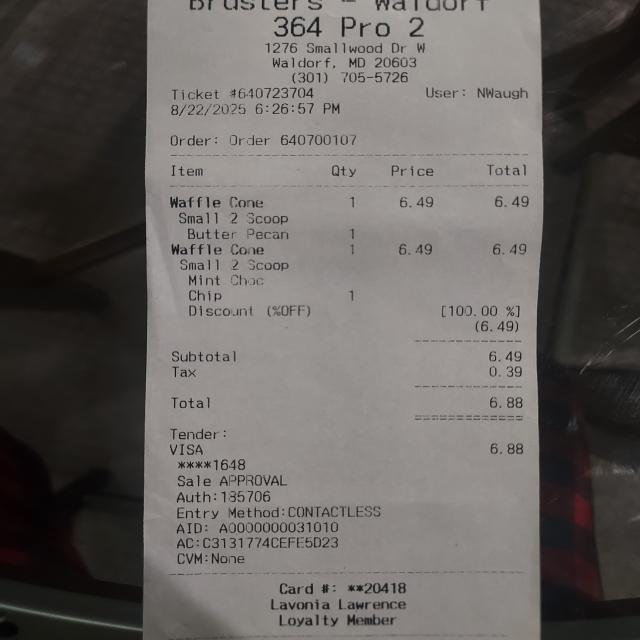 Brusters - Waldorf
364 Pro 2
1276 Smallwood Dr W
Waldorf, MD 20603
(301) 705-5726
Ticket #640723704 User: NWaugh
8/22/2025 6:26:57 PM
Order: Order 640700107
Item Qty Price Total
Waffle Cone 1 6.49 6.49
Small 2 Scoop
Butter Pecan 1
Waffle Cone 1 6.49 6.49
Small 2 Scoop
Mint Choc
Chip 1
Discount (%OFF) [100.00 %]
(6.49)
Subtotal 6.49
Tax 0.39
Total 6.88
Tender:
VISA 6.88
****1648
Sale APPROVAL
Auth:185706
Entry Method:CONTACTLESS
AID: A0000000031010
AC:C3131774CEFE5D23
CVM:None
Card #: **20418
Lavonia Lawrence
Loyalty Member